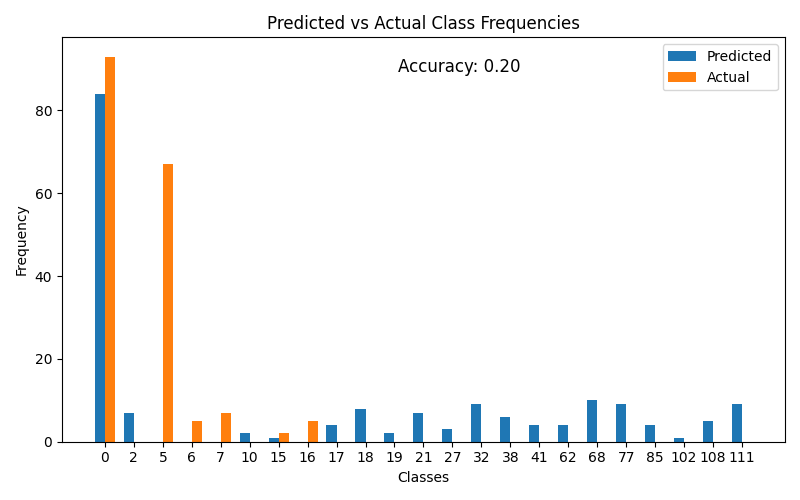 Predicted vs Actual Class Frequencies
Accuracy: 0.20
Predicted
Actual
Frequency
80
60
40
20
0
0 2 5 6 7 10 15 16 17 18 19 21 27 32 38 41 62 68 77 85 102 108 111
Classes